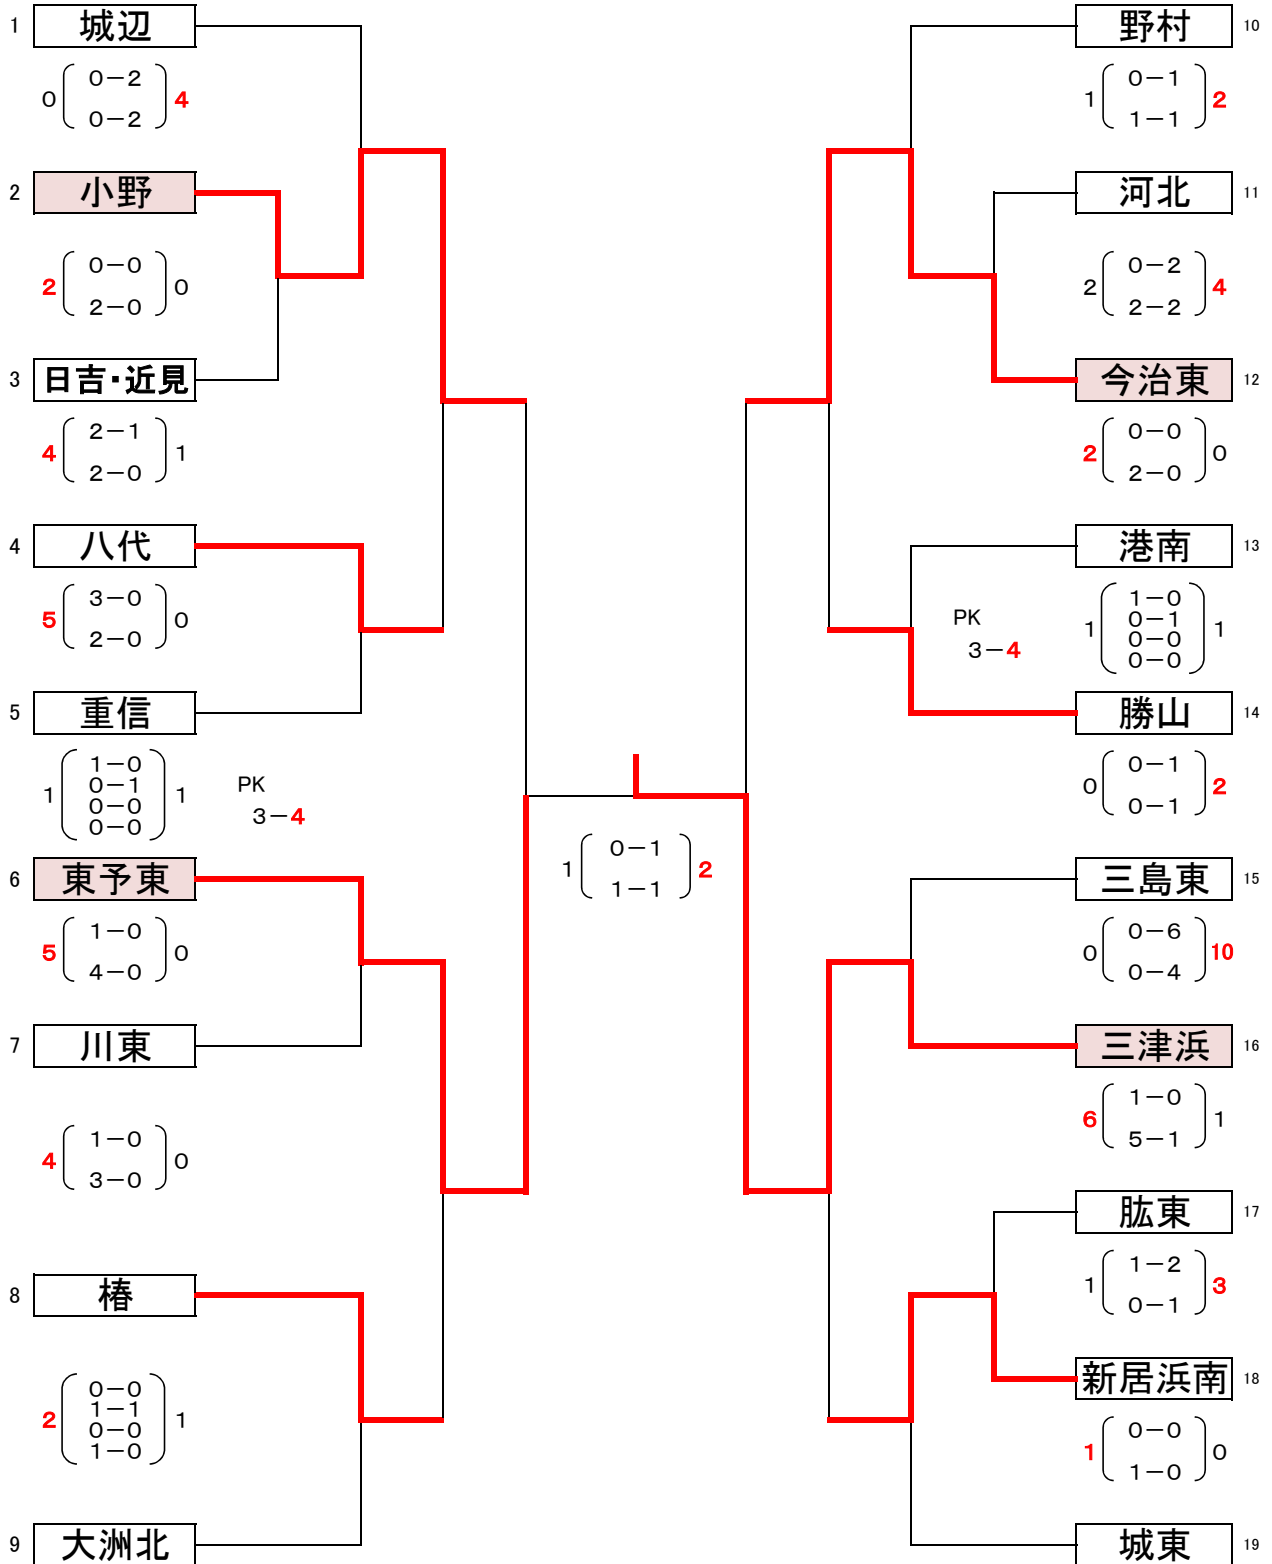 1 城辺
0 0-2 4
0-2
2 小野
2 0-0 0
2-0
3 日吉・近見
4 2-1 1
2-0
4 八代
5 3-0 0
2-0
5 重信
1 1-0 1
0-1
0-0
0-0
PK
3-4
6 東予東
5 1-0 0
4-0
7 川東
4 1-0 0
3-0
8 椿
2 0-0 1
1-1
0-0
1-0
9 大洲北
1 0-1 2
1-1
野村 10
1 0-1 2
1-1
河北 11
2 0-2 4
2-2
今治東 12
2 0-0 0
2-0
港南 13
PK
3-4
1 1-0 1
0-1
0-0
0-0
勝山 14
0 0-1 2
0-1
三島東 15
0 0-6 10
0-4
三津浜 16
6 1-0 1
5-1
肱東 17
1 1-2 3
0-1
新居浜南 18
1 0-0 0
1-0
城東 19